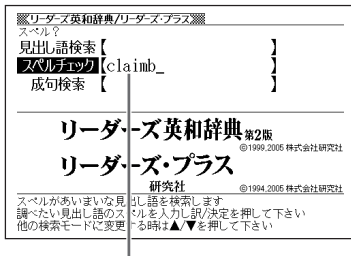 リーダーズ英和辞典/リーダーズ・プラス
スペル?
見出し語検索【 】
スペルチェック【claimb_ 】
成句検索【 】
リーダーズ英和辞典第2版
©1999,2005 株式会社研究社
リーダーズ・プラス
研究社 ©1994,2005 株式会社研究社
スペルがあいまいな見出し語を検索します
調べたい見出し語のスペルを入力し訳/決定を押して下さい
他の検索モードに変更する時は▲/▼を押して下さい